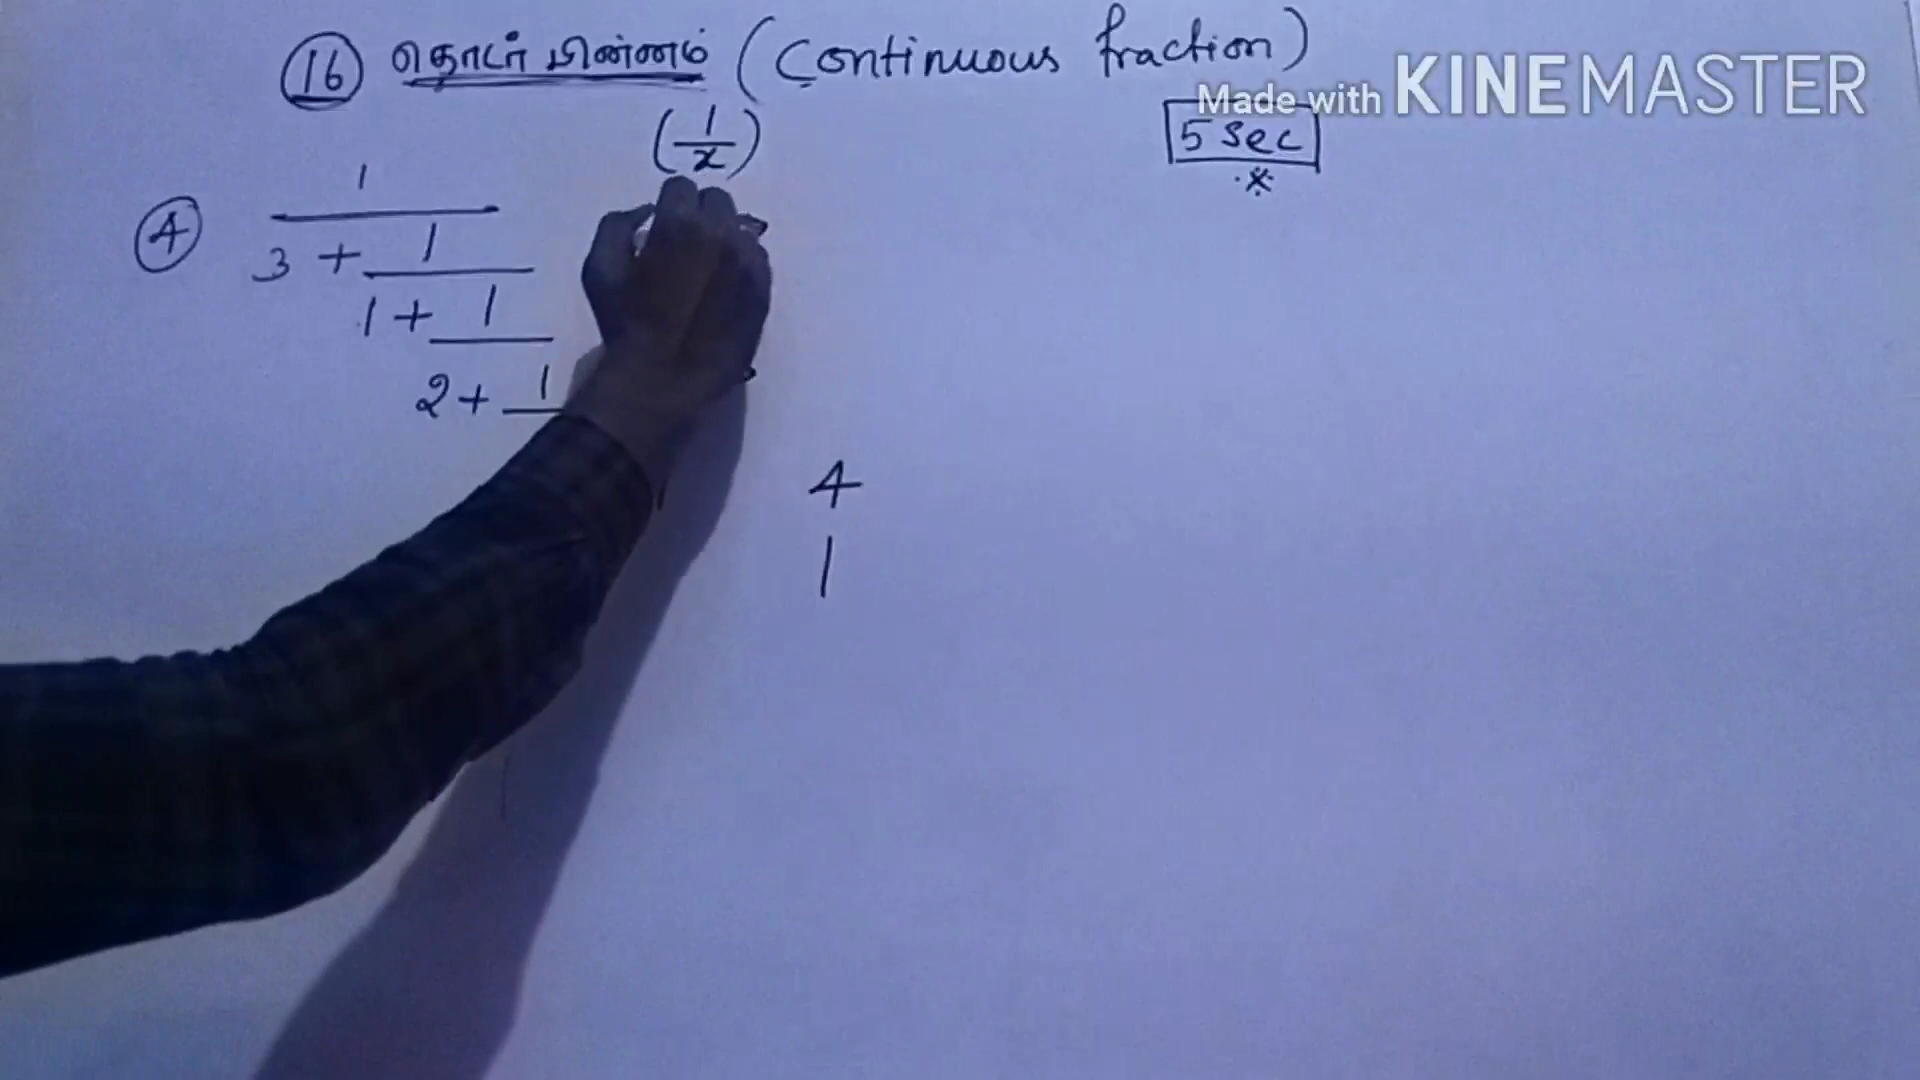 16 தொடர் பின்னம் (Continuous fraction)
Made with KINEMASTER
(1/x)
5 sec
*
4
1
3 + 1
1 + 1
2 + 1
4
1